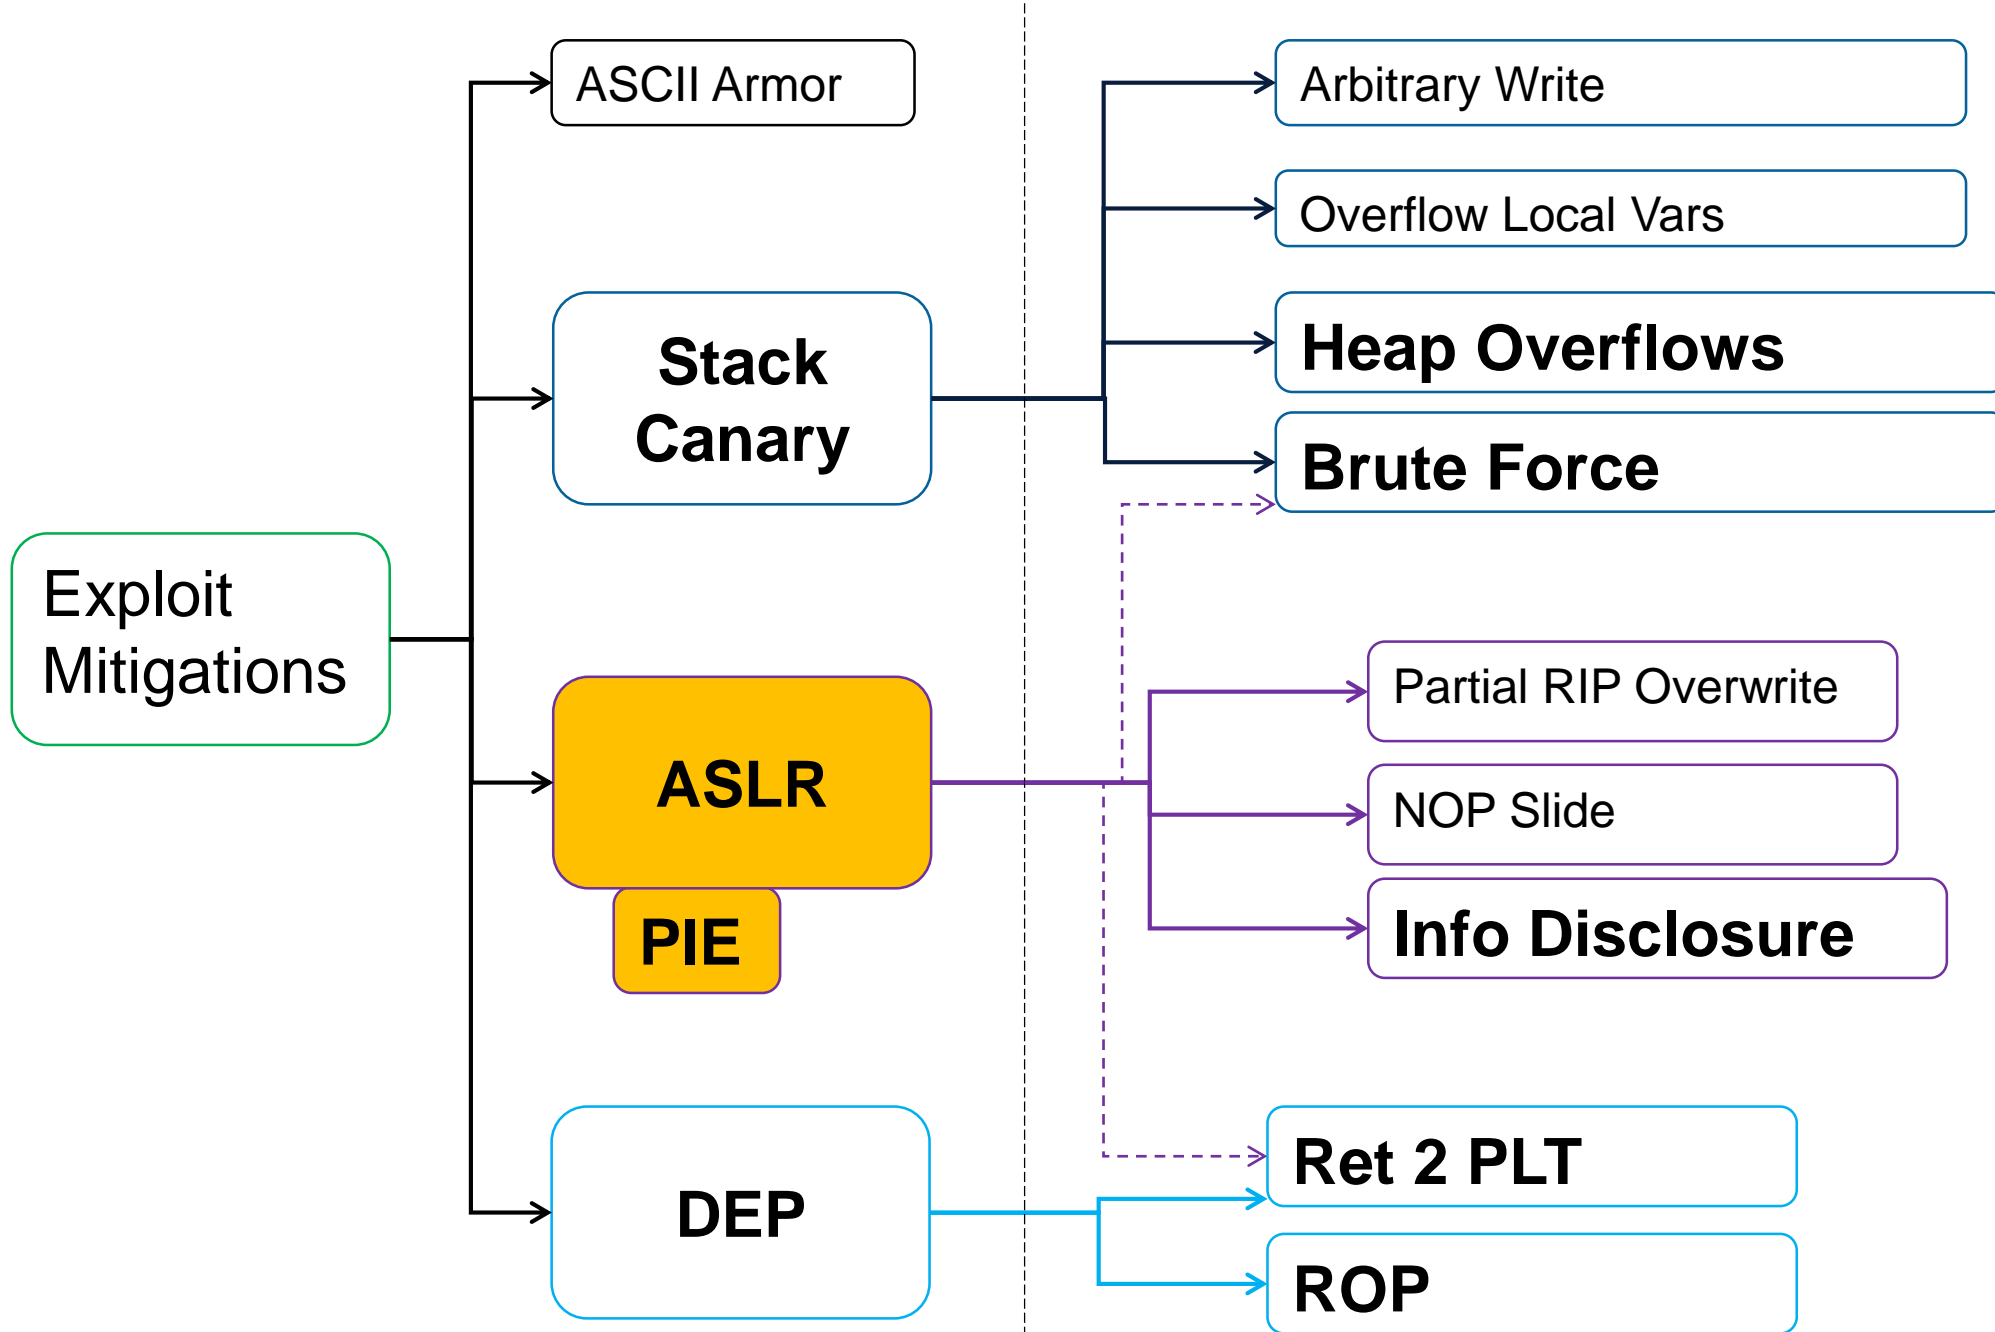 ASCII Armor
Arbitrary Write
Overflow Local Vars
Stack
Canary
Heap Overflows
Brute Force
Exploit
Mitigations
Partial RIP Overwrite
ASLR
NOP Slide
PIE
Info Disclosure
Ret 2 PLT
DEP
ROP